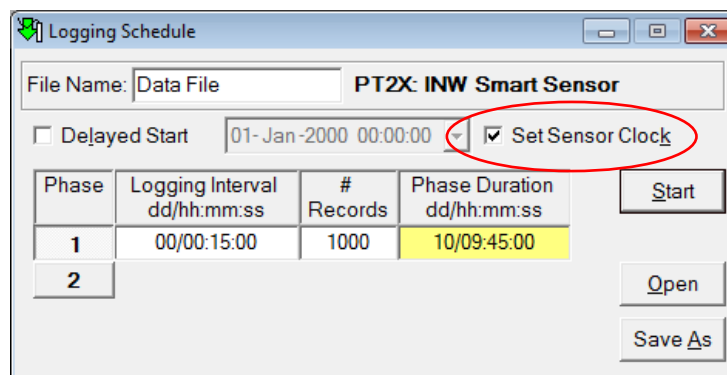 Logging Schedule
File Name: Data File PT2X: INW Smart Sensor
Delayed Start 01-Jan-2000 00:00:00 Set Sensor Clock
Phase Logging Interval dd/hh:mm:ss # Records Phase Duration dd/hh:mm:ss
Start
1 00/00:15:00 1000 10/09:45:00
2
Open
Save As